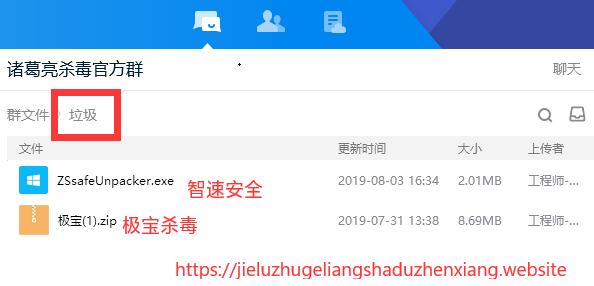 诸葛亮杀毒官方群 聊天
群文件 垃圾
文件 更新时间 大小 上传者
ZSsafeUnpacker.exe 智速安全 2019-08-03 16:34 2.01MB 工程师-...
极宝(1).zip 极宝杀毒 2019-07-31 13:38 8.69MB 工程师-...
https://jieluzhugeliangshaduzhenxiang.website